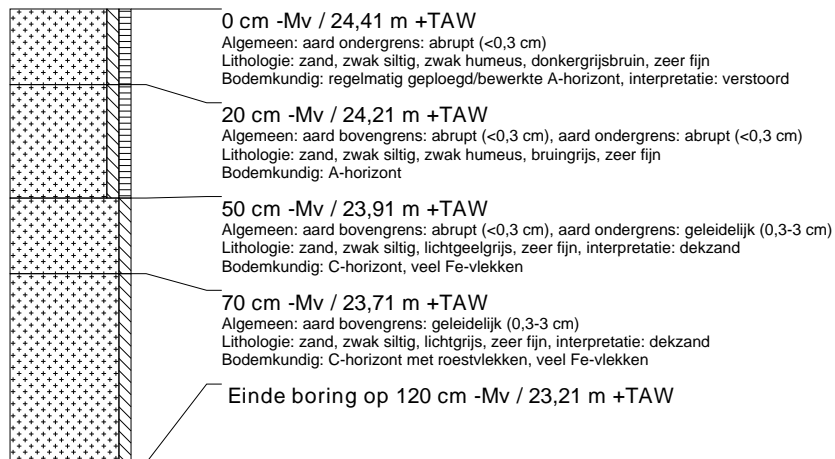 0 cm -Mv / 24,41 m +TAW
Algemeen: aard ondergrens: abrupt (<0,3 cm)
Lithologie: zand, zwak siltig, zwak humeus, donkergrijsbruin, zeer fijn
Bodemkundig: regelmatig geploegd/bewerkte A-horizont, interpretatie: verstoord
20 cm -Mv / 24,21 m +TAW
Algemeen: aard bovengrens: abrupt (<0,3 cm), aard ondergrens: abrupt (<0,3 cm)
Lithologie: zand, zwak siltig, zwak humeus, bruingrijs, zeer fijn
Bodemkundig: A-horizont
50 cm -Mv / 23,91 m +TAW
Algemeen: aard bovengrens: abrupt (<0,3 cm), aard ondergrens: geleidelijk (0,3-3 cm)
Lithologie: zand, zwak siltig, lichtgeelgrijs, zeer fijn, interpretatie: dekzand
Bodemkundig: C-horizont, veel Fe-vlekken
70 cm -Mv / 23,71 m +TAW
Algemeen: aard bovengrens: geleidelijk (0,3-3 cm)
Lithologie: zand, zwak siltig, lichtgrijs, zeer fijn, interpretatie: dekzand
Bodemkundig: C-horizont met roestvlekken, veel Fe-vlekken
Einde boring op 120 cm -Mv / 23,21 m +TAW